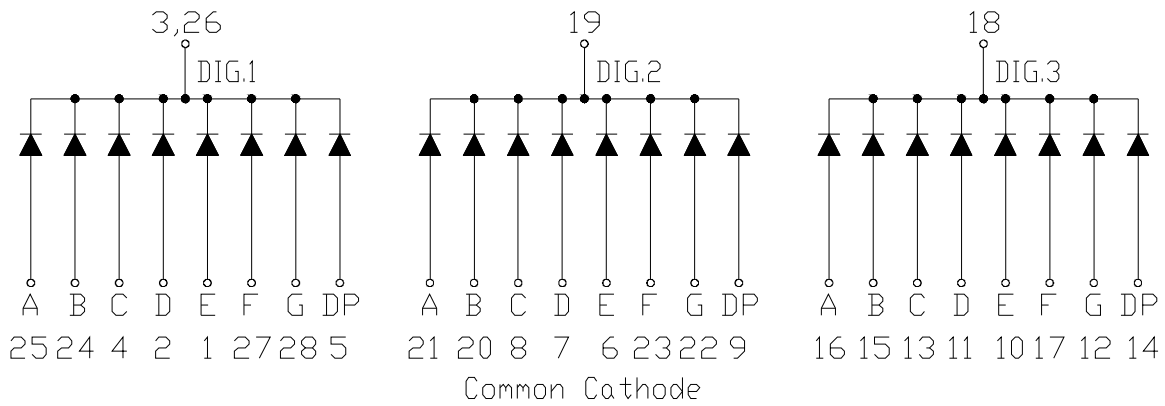 3,26 19 18
DIG.1 DIG.2 DIG.3
A B C D E F G DP A B C D E F G DP A B C D E F G DP
25 24 4 2 1 27 28 5 21 20 8 7 6 23 22 9 16 15 13 11 10 17 12 14
Common Cathode